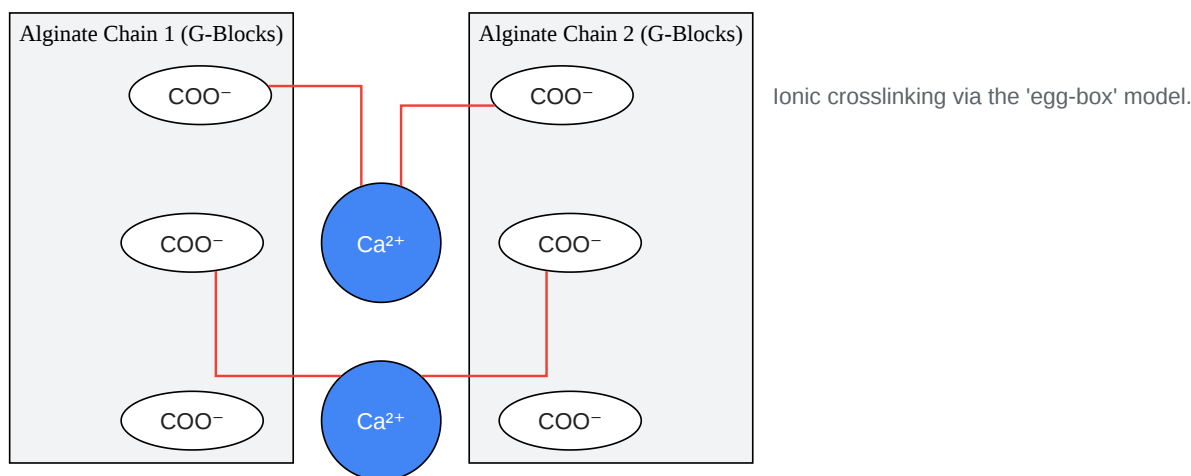 Alginate Chain 1 (G-Blocks)
Alginate Chain 2 (G-Blocks)
COO⁻
COO⁻
Ionic crosslinking via the 'egg-box' model.
COO⁻
Ca²⁺
COO⁻
COO⁻
Ca²⁺
COO⁻